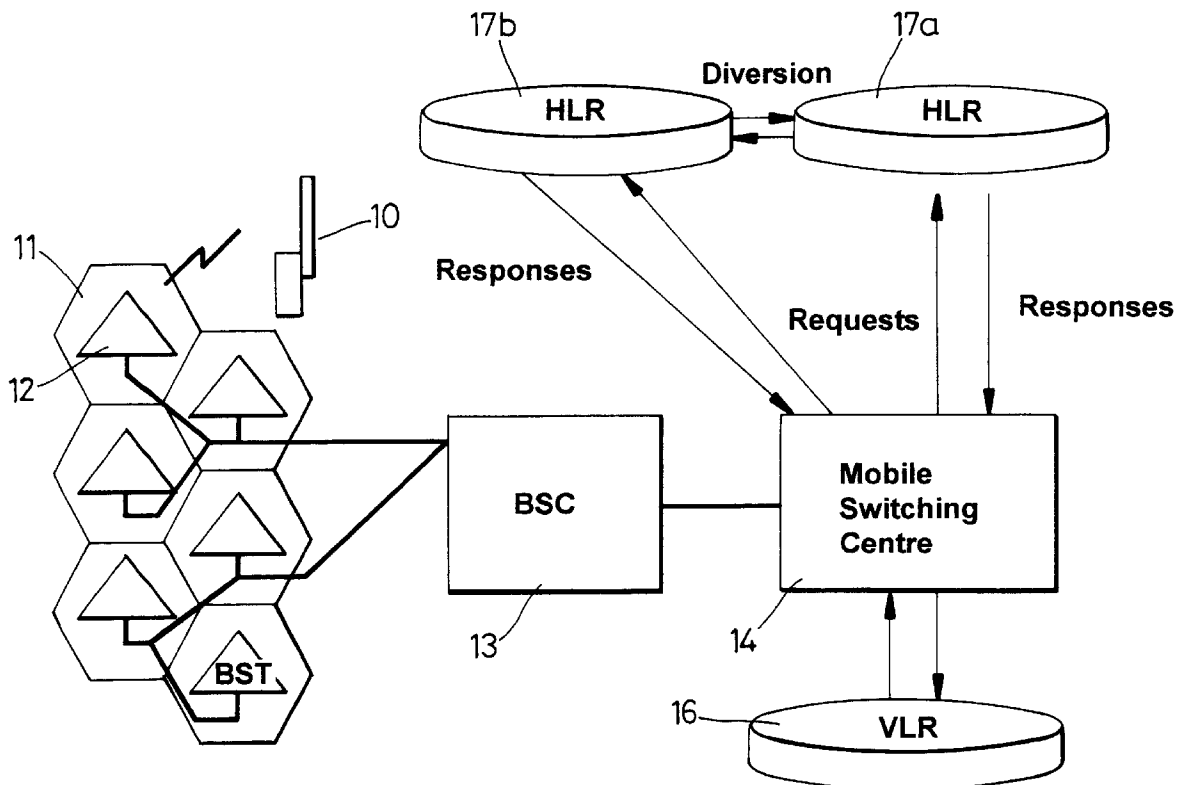 17b
17a
Diversion
HLR
HLR
10
11
Responses
Requests
Responses
12
BSC
Mobile
Switching
Centre
13
14
BST
16
VLR